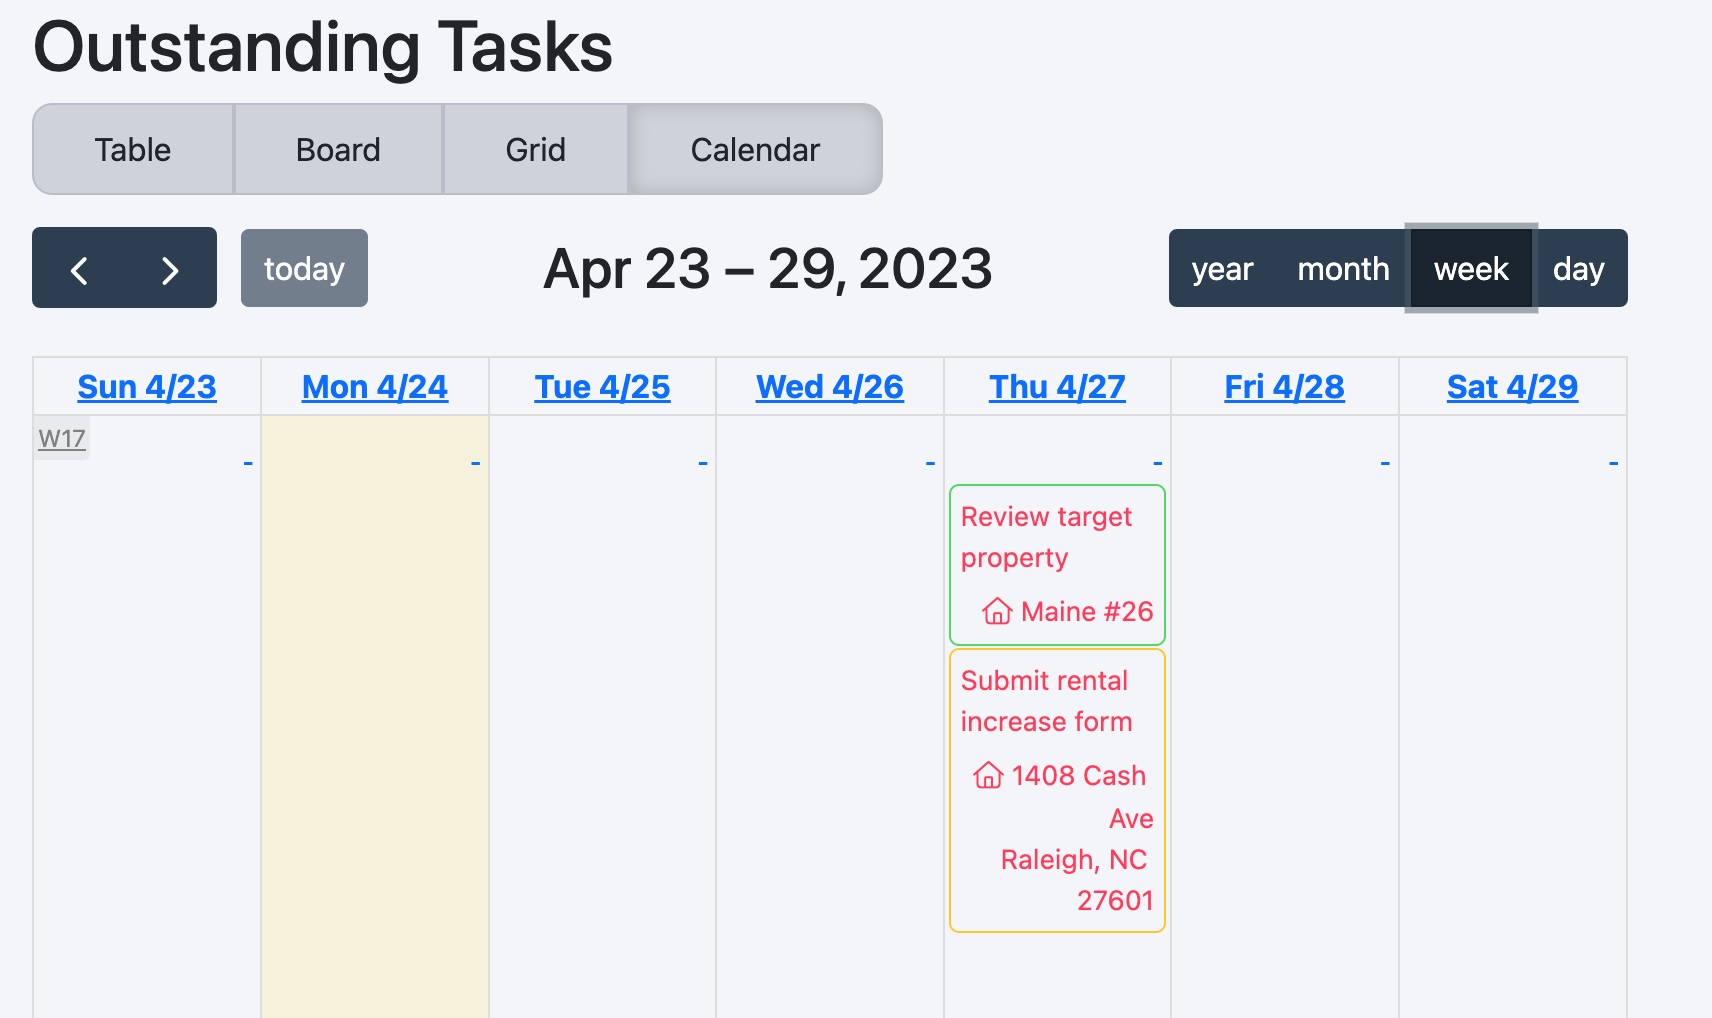 Outstanding Tasks
Table Board Grid Calendar
today Apr 23 – 29, 2023 year month week day
Sun 4/23 Mon 4/24 Tue 4/25 Wed 4/26 Thu 4/27 Fri 4/28 Sat 4/29
W17
- - - - - - -
Review target
property
Maine #26
Submit rental
increase form
1408 Cash
Ave
Raleigh, NC
27601